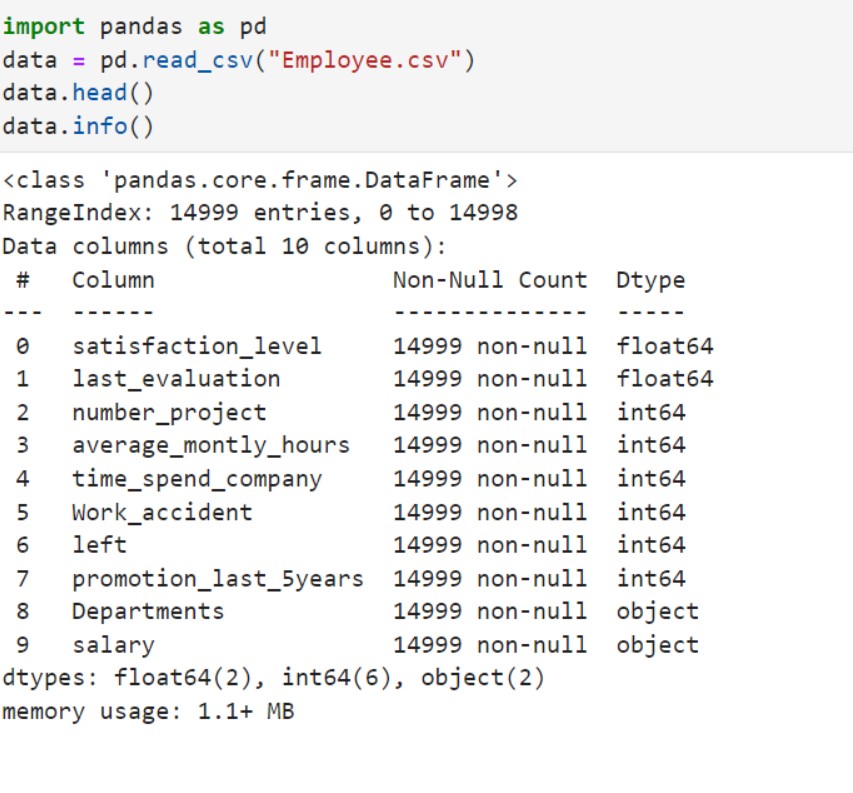 import pandas as pd
data = pd.read_csv("Employee.csv")
data.head()
data.info()
<class 'pandas.core.frame.DataFrame'>
RangeIndex: 14999 entries, 0 to 14998
Data columns (total 10 columns):
 #   Column                 Non-Null Count  Dtype
---  ------                 --------------  -----
 0   satisfaction_level     14999 non-null  float64
 1   last_evaluation        14999 non-null  float64
 2   number_project         14999 non-null  int64
 3   average_montly_hours   14999 non-null  int64
 4   time_spend_company     14999 non-null  int64
 5   Work_accident          14999 non-null  int64
 6   left                   14999 non-null  int64
 7   promotion_last_5years  14999 non-null  int64
 8   Departments            14999 non-null  object
 9   salary                 14999 non-null  object
dtypes: float64(2), int64(6), object(2)
memory usage: 1.1+ MB